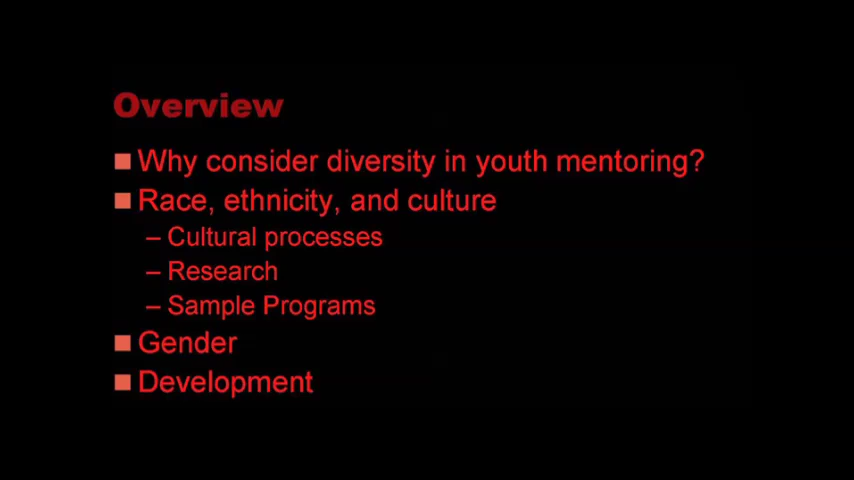 Overview
Why consider diversity in youth mentoring?
Race, ethnicity, and culture
– Cultural processes
– Research
– Sample Programs
Gender
Development